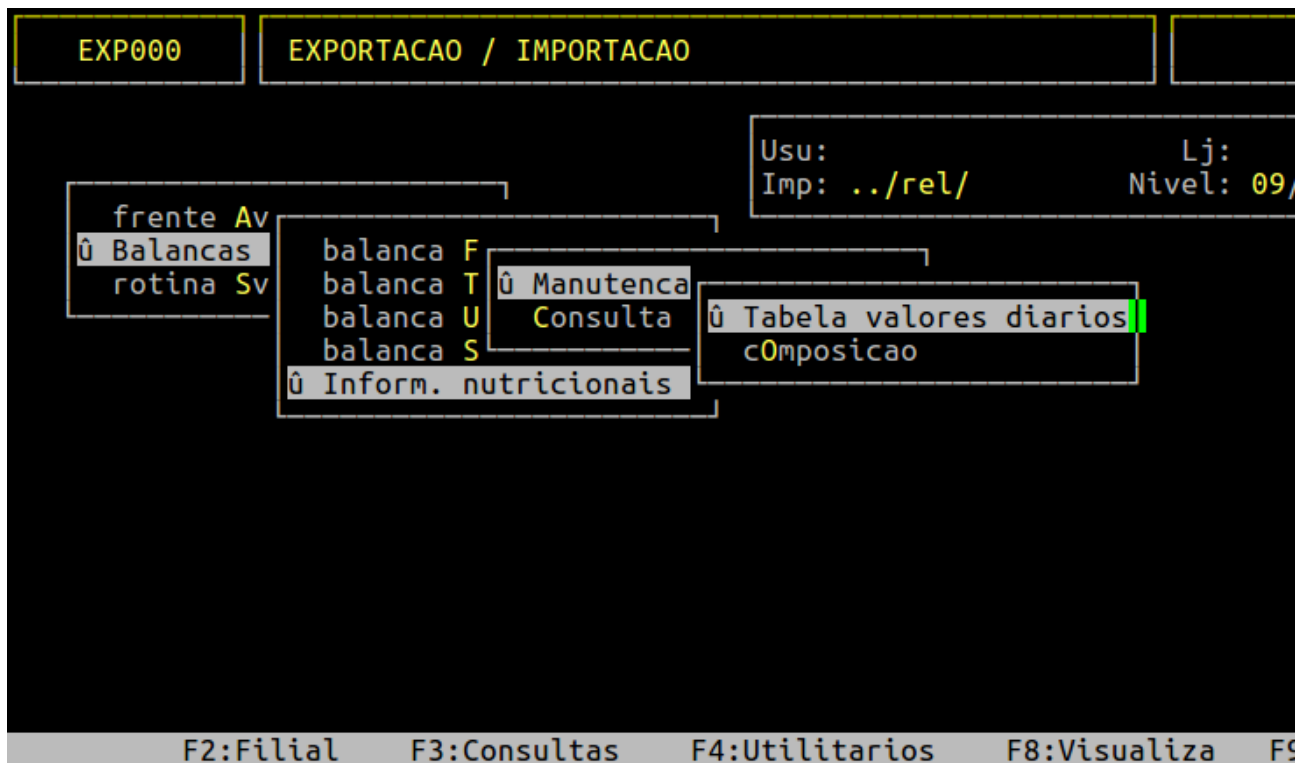 EXP000 EXPORTACAO / IMPORTACAO
Usu: Lj:
Imp: ../rel/ Nivel: 09/
frente Av
û Balancas balanca F
rotina Sv balanca T û Manutenca
balanca U Consulta û Tabela valores diarios
balanca S cOmposicao
û Inform. nutricionais
F2:Filial F3:Consultas F4:Utilitarios F8:Visualiza F9